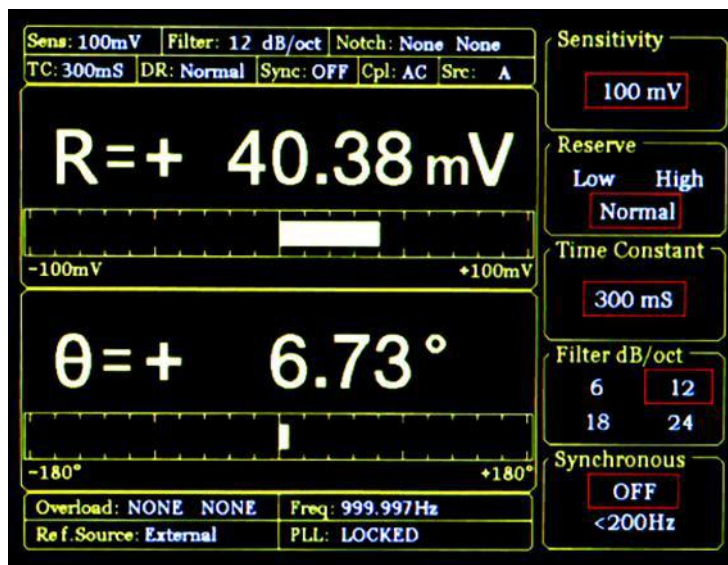 Sens: 100mV Filter: 12 dB/oct Notch: None None
TC: 300mS DR: Normal Sync: OFF Cpl: AC Src: A
R=+ 40.38 mV
-100mV +100mV
θ=+ 6.73°
-180° +180°
Overload: NONE NONE Freq: 999.997Hz
Ref.Source: External PLL: LOCKED
Sensitivity
100 mV
Reserve
Low High
Normal
Time Constant
300 mS
Filter dB/oct
6 12
18 24
Synchronous
OFF
<200Hz